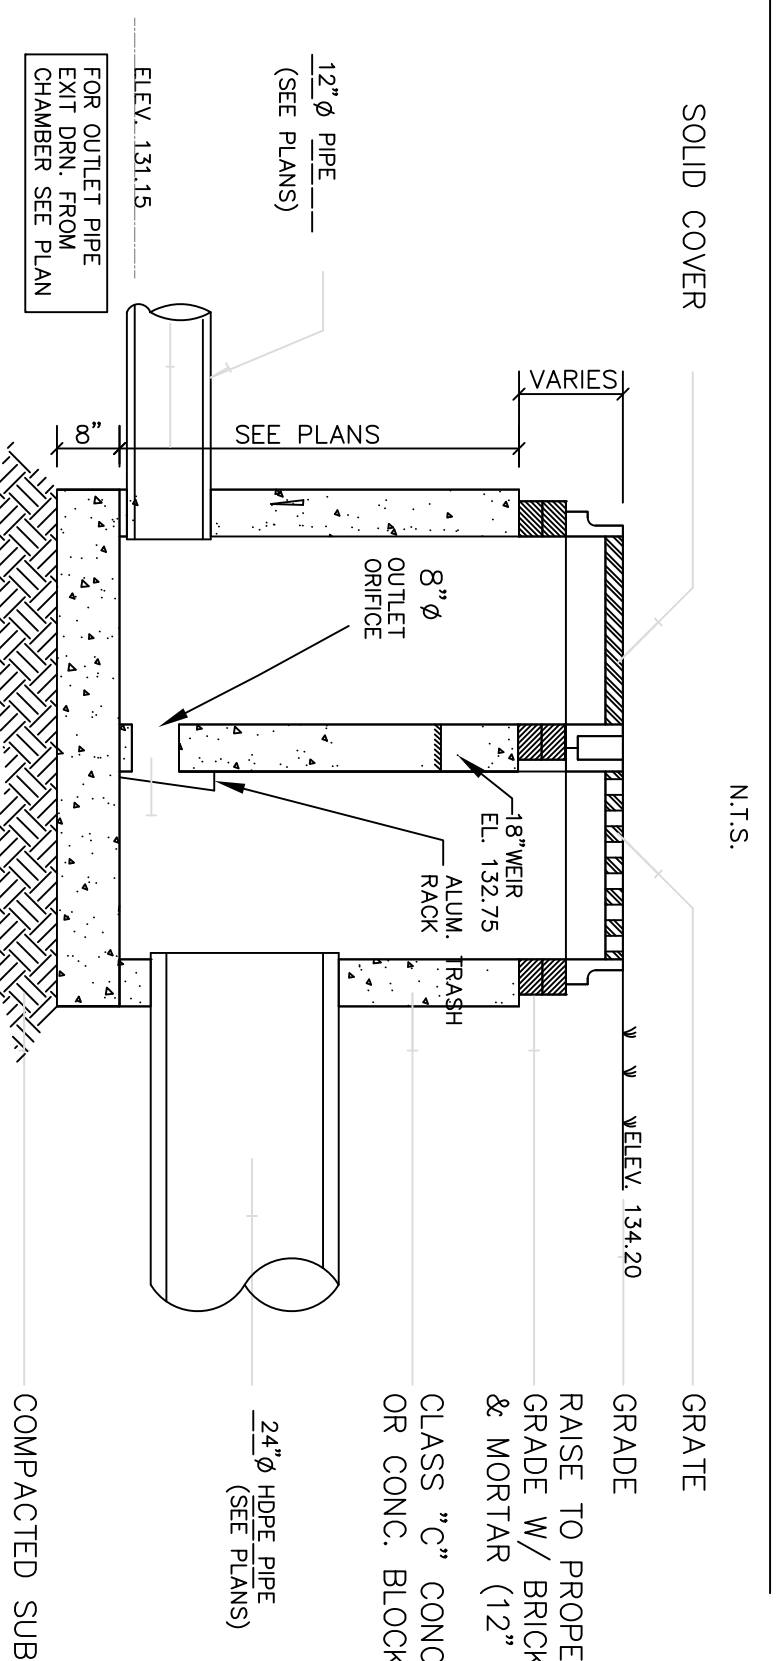 N.T.S.
SOLID COVER
GRATE
ELEV. 134.20
GRADE
VARIES
RAISE TO PROPE
GRADE W/ BRICK
& MORTAR (12"
18"WEIR
EL. 132.75
ALUM. TRASH
RACK
CLASS "C" CONC
OR CONC. BLOCK
8"Ø
OUTLET
ORIFICE
SEE PLANS
12"Ø PIPE
(SEE PLANS)
24"Ø HDPE PIPE
(SEE PLANS)
ELEV. 131.15
8"
FOR OUTLET PIPE
EXIT DRN. FROM
CHAMBER SEE PLAN
COMPACTED SUB